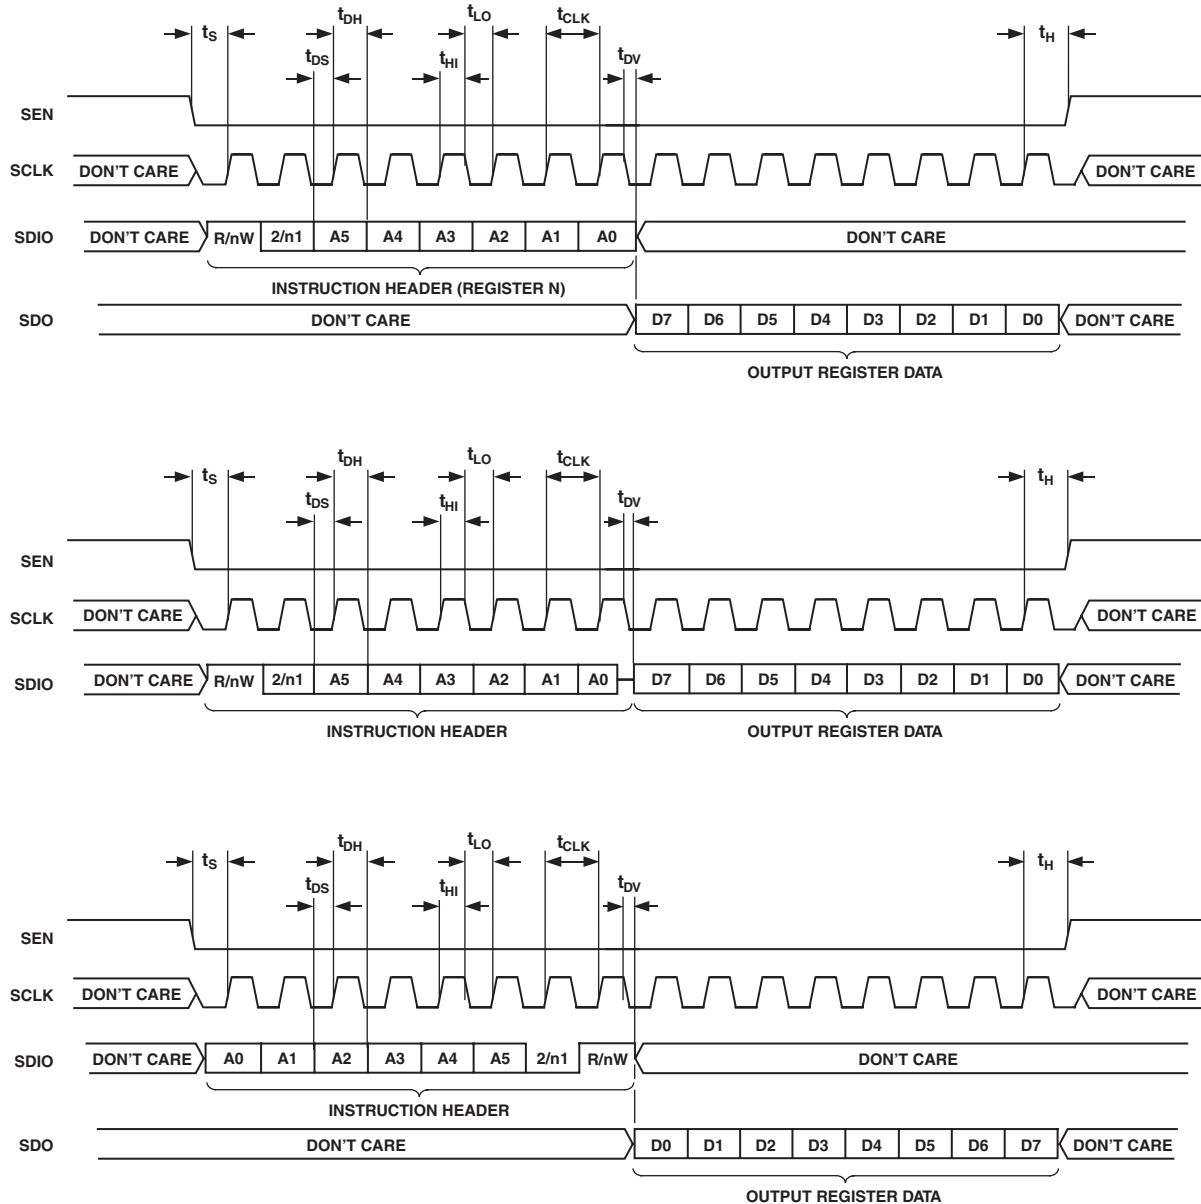 tS tDH tLO tCLK tH
tDS tHI tDV
SEN
SCLK DON'T CARE DON'T CARE
SDIO DON'T CARE R/nW 2/n1 A5 A4 A3 A2 A1 A0 DON'T CARE
INSTRUCTION HEADER (REGISTER N)
SDO DON'T CARE D7 D6 D5 D4 D3 D2 D1 D0 DON'T CARE
OUTPUT REGISTER DATA
tS tDH tLO tCLK tH
tDS tHI tDV
SEN
SCLK DON'T CARE DON'T CARE
SDIO DON'T CARE R/nW 2/n1 A5 A4 A3 A2 A1 A0 D7 D6 D5 D4 D3 D2 D1 D0 DON'T CARE
INSTRUCTION HEADER OUTPUT REGISTER DATA
tS tDH tLO tCLK tH
tDS tHI tDV
SEN
SCLK DON'T CARE DON'T CARE
SDIO DON'T CARE A0 A1 A2 A3 A4 A5 2/n1 R/nW DON'T CARE
INSTRUCTION HEADER
SDO DON'T CARE D0 D1 D2 D3 D4 D5 D6 D7 DON'T CARE
OUTPUT REGISTER DATA